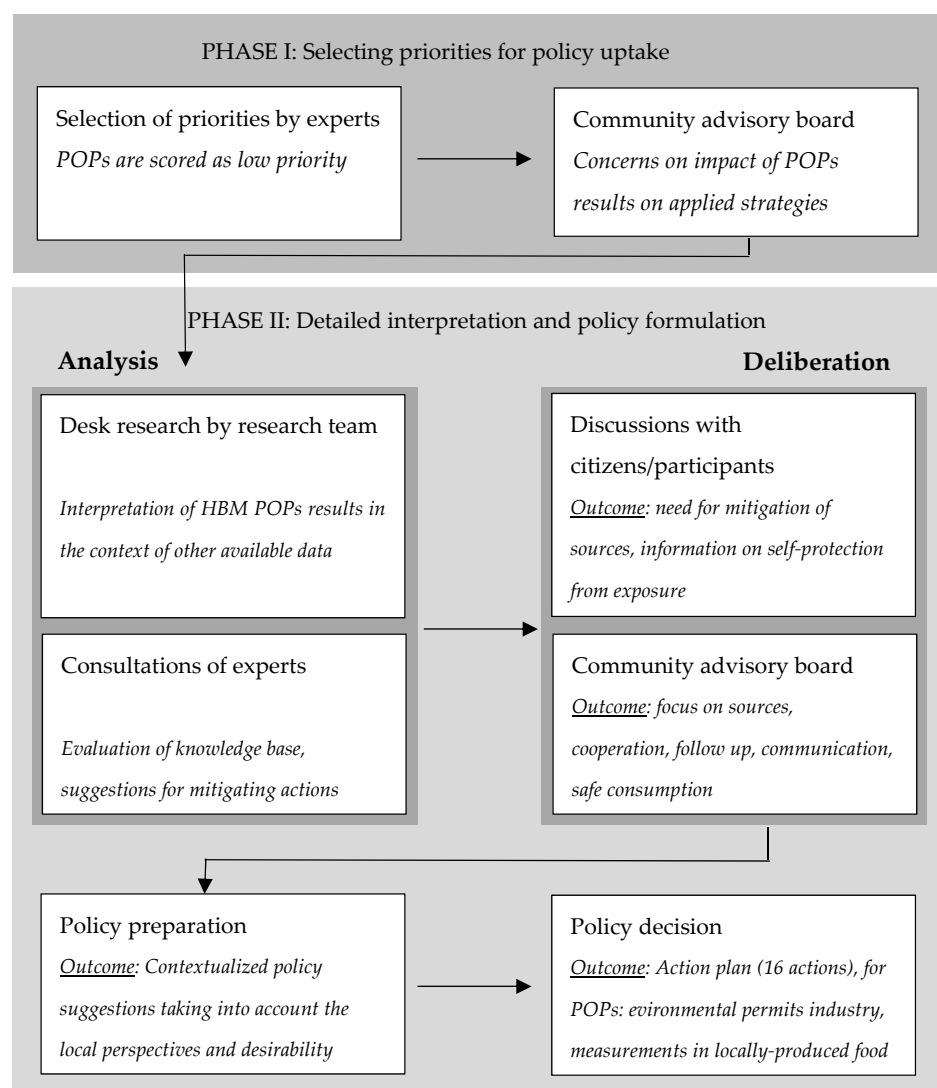 PHASE I: Selecting priorities for policy uptake
Selection of priorities by experts
POPs are scored as low priority
Community advisory board
Concerns on impact of POPs
results on applied strategies
PHASE II: Detailed interpretation and policy formulation
Analysis
Deliberation
Desk research by research team
Interpretation of HBM POPs results in
the context of other available data
Consultations of experts
Evaluation of knowledge base,
suggestions for mitigating actions
Discussions with
citizens/participants
Outcome: need for mitigation of
sources, information on self-protection
from exposure
Community advisory board
Outcome: focus on sources,
cooperation, follow up, communication,
safe consumption
Policy preparation
Outcome: Contextualized policy
suggestions taking into account the
local perspectives and desirability
Policy decision
Outcome: Action plan (16 actions), for
POPs: evironmental permits industry,
measurements in locally-produced food